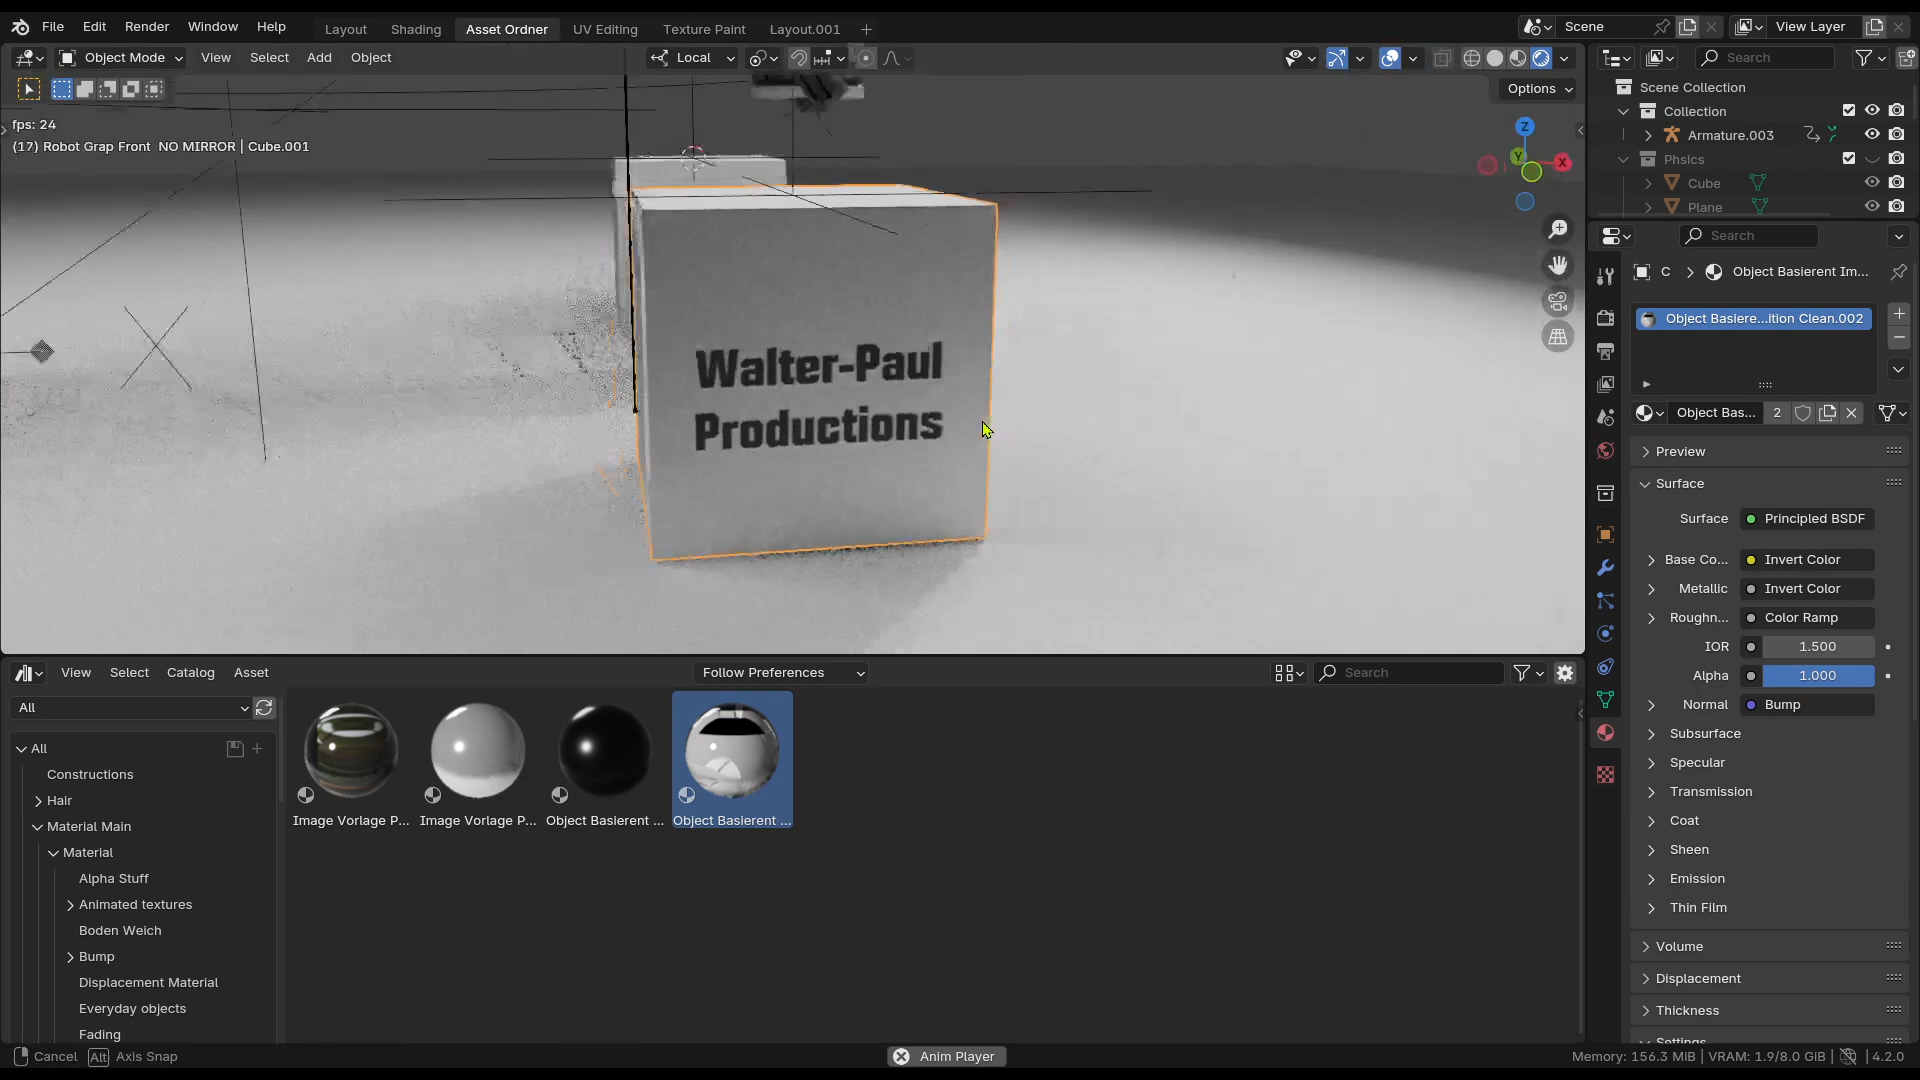 File Edit Render Window Help Layout Shading Asset Ordner UV Editing Texture Paint Layout.001 Scene View Layer
Object Mode View Select Add Object Local Search
Options
fps: 24
(17) Robot Grap Front NO MIRROR | Cube.001
Z
Y
X
Walter-Paul
Productions
Scene Collection
Collection
Armature.003
Phsics
Cube
Plane
Search
C Object Basierent Im...
Object Basiere...ition Clean.002
Object Bas... 2
Preview
Surface
Surface Principled BSDF
Base Co... Invert Color
Metallic Invert Color
Roughn... Color Ramp
IOR 1.500
Alpha 1.000
Normal Bump
Subsurface
Specular
Transmission
Coat
Sheen
Emission
Thin Film
Volume
Displacement
Thickness
Settings
View Select Catalog Asset Follow Preferences Search
All
All
Constructions
Hair
Material Main
Material
Alpha Stuff
Animated textures
Boden Weich
Bump
Displacement Material
Everyday objects
Fading
Image Vorlage P... Image Vorlage P... Object Basierent ... Object Basierent ...
Cancel Alt Axis Snap Anim Player Memory: 156.3 MiB | VRAM: 1.9/8.0 GiB | 4.2.0